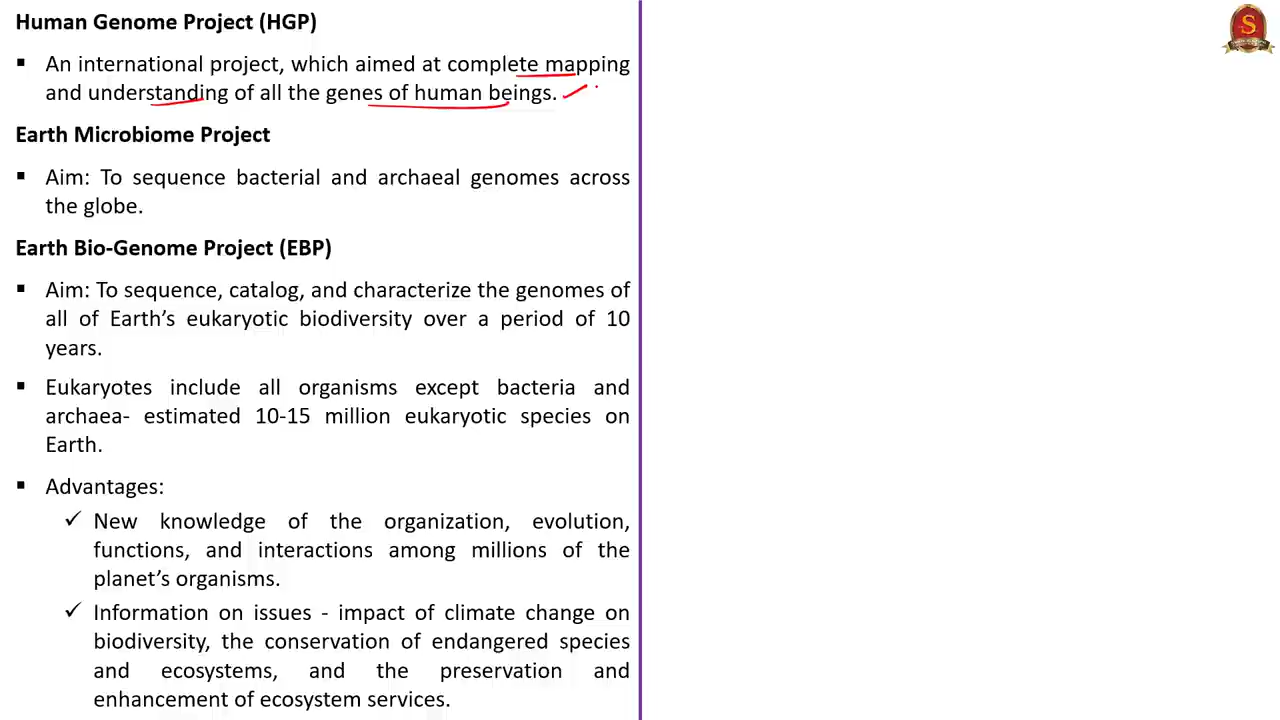 Human Genome Project (HGP)
▪ An international project, which aimed at complete mapping
and understanding of all the genes of human beings.
Earth Microbiome Project
▪ Aim: To sequence bacterial and archaeal genomes across
the globe.
Earth Bio-Genome Project (EBP)
▪ Aim: To sequence, catalog, and characterize the genomes of
all of Earth’s eukaryotic biodiversity over a period of 10
years.
▪ Eukaryotes include all organisms except bacteria and
archaea- estimated 10-15 million eukaryotic species on
Earth.
▪ Advantages:
✓ New knowledge of the organization, evolution,
functions, and interactions among millions of the
planet’s organisms.
✓ Information on issues - impact of climate change on
biodiversity, the conservation of endangered species
and ecosystems, and the preservation and
enhancement of ecosystem services.
S